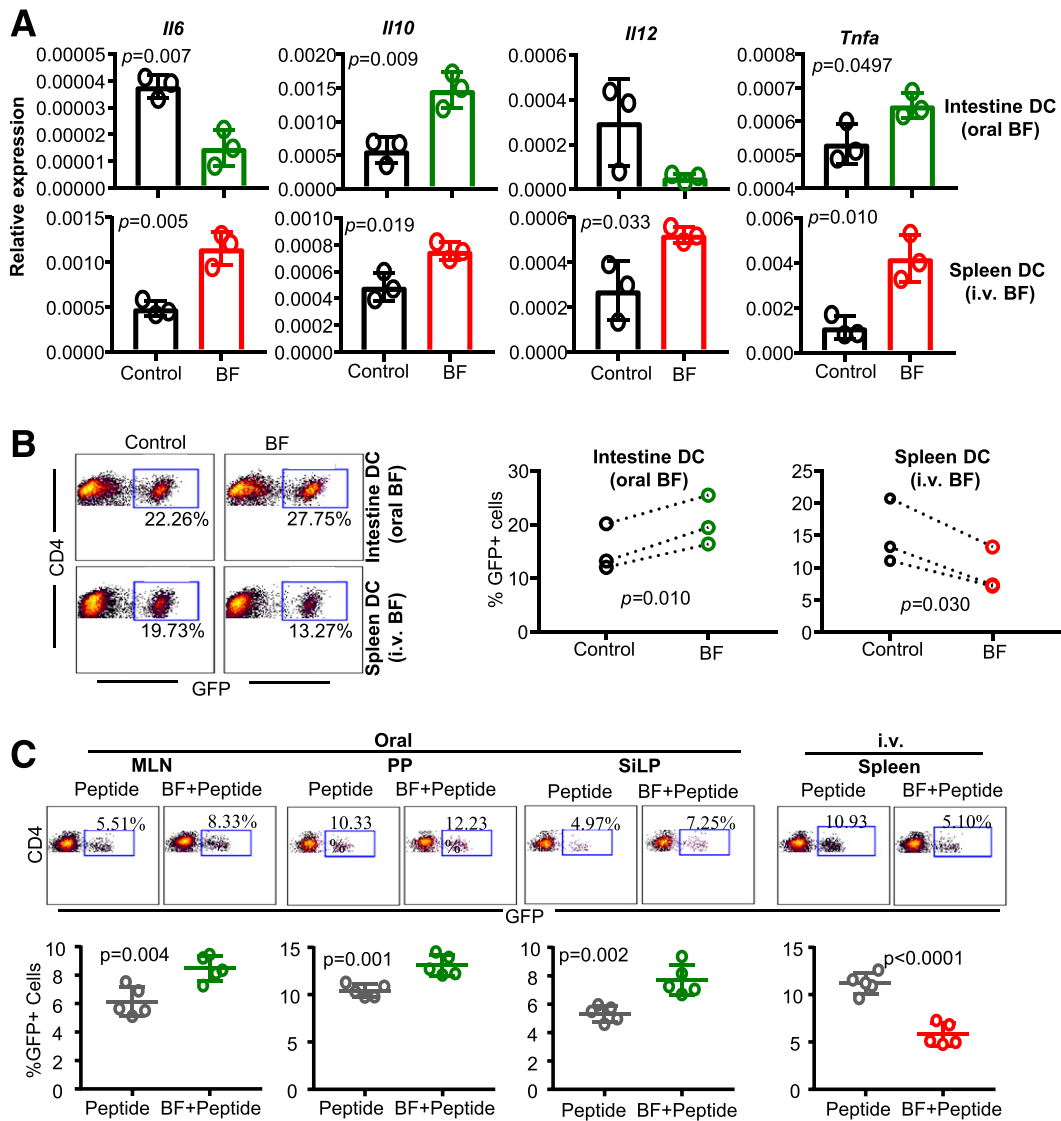 A
Il6
Il10
Il12
Tnfa
Relative expression
0.00005
0.00004
0.00003
0.00002
0.00001
0.00000
p=0.007
0.0020
0.0015
0.0010
0.0005
0.0000
p=0.009
0.0006
0.0004
0.0002
0.0000
0.0008
0.0007
0.0006
0.0005
0.0004
p=0.0497
Intestine DC
(oral BF)
0.0015
0.0010
0.0005
0.0000
p=0.005
Control BF
0.0010
0.0008
0.0006
0.0004
0.0002
0.0000
p=0.019
Control BF
0.0006
0.0004
0.0002
0.0000
p=0.033
Control BF
0.006
0.004
0.002
0.000
p=0.010
Control BF
Spleen DC
(i.v. BF)
B
Control BF
CD4
22.26%
27.75%
Intestine DC
(oral BF)
19.73%
13.27%
Spleen DC
(i.v. BF)
GFP
Intestine DC
(oral BF)
% GFP+ cells
30
20
10
0
p=0.010
Control BF
Spleen DC
(i.v. BF)
25
20
15
10
5
0
p=0.030
Control BF
C
Oral
i.v.
MLN
PP
SiLP
Spleen
Peptide BF+Peptide
Peptide BF+Peptide
Peptide BF+Peptide
Peptide BF+Peptide
CD4
5.51%
8.33%
10.33
%
12.23
%
4.97%
7.25%
10.93
%
5.10%
GFP
%GFP+ Cells
10
8
6
4
2
0
p=0.004
Peptide BF+Peptide
15
10
5
0
p=0.001
Peptide BF+Peptide
10
8
6
4
2
0
p=0.002
Peptide BF+Peptide
15
10
5
0
p<0.0001
Peptide BF+Peptide